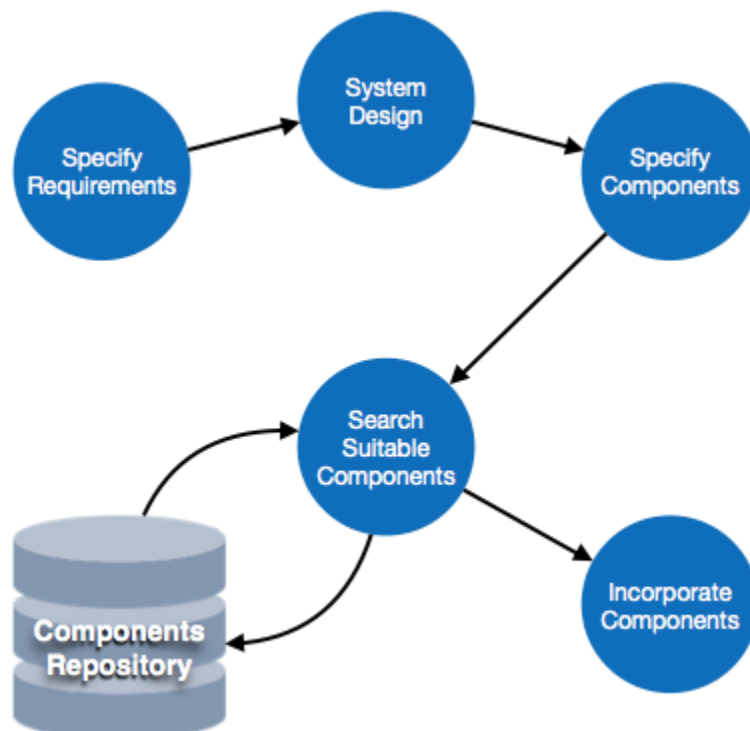 Specify
Requirements
System
Design
Specify
Components
Search
Suitable
Components
Components
Repository
Incorporate
Components